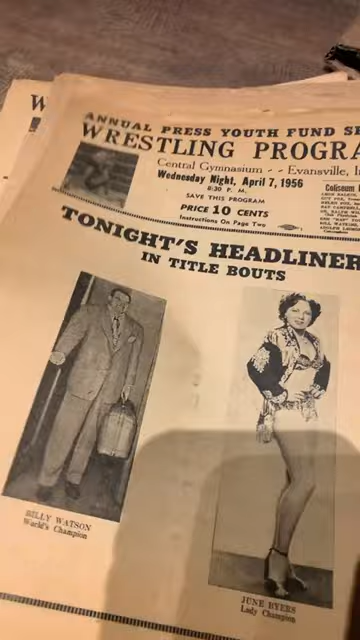 W
ANNUAL PRESS YOUTH FUND
WRESTLING PROGRA
Central Gymnasium - - Evansville, I
Wednesday Night, April 7, 1956
8:30 P. M.
SAVE THIS PROGRAM
PRICE 10 CENTS
Instructions On Page Two
Coliseum
TONIGHT'S HEADLINER
IN TITLE BOUTS
BILLY WATSON
World's Champion
JUNE BYERS
Lady Champion